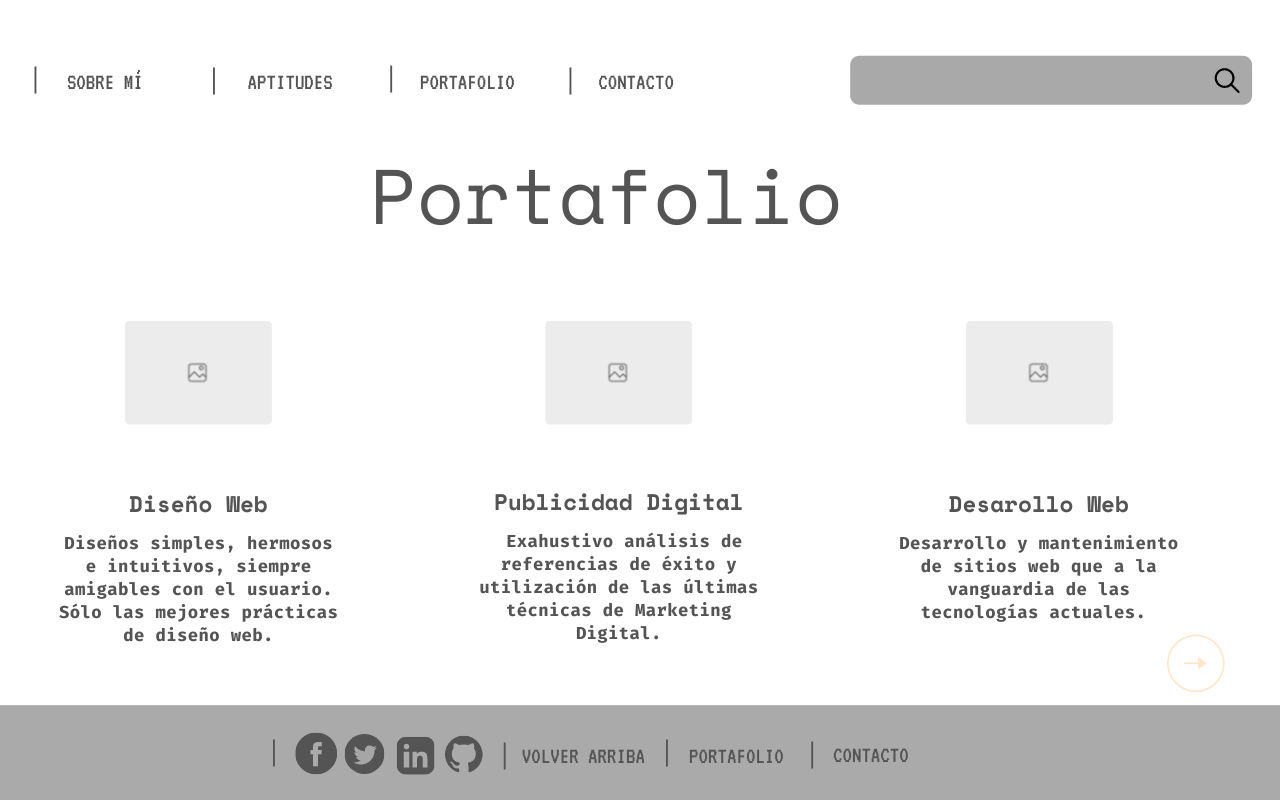 SOBRE MÍ
APTITUDES
PORTAFOLIO
CONTACTO
Portafolio
Diseño Web
Diseños simples, hermosos
e intuitivos, siempre
amigables con el usuario.
Sólo las mejores prácticas
de diseño web.
Publicidad Digital
Exahustivo análisis de
referencias de éxito y
utilización de las últimas
técnicas de Marketing
Digital.
Desarollo Web
Desarrollo y mantenimiento
de sitios web que a la
vanguardia de las
tecnologías actuales.
VOLVER ARRIBA
PORTAFOLIO
CONTACTO